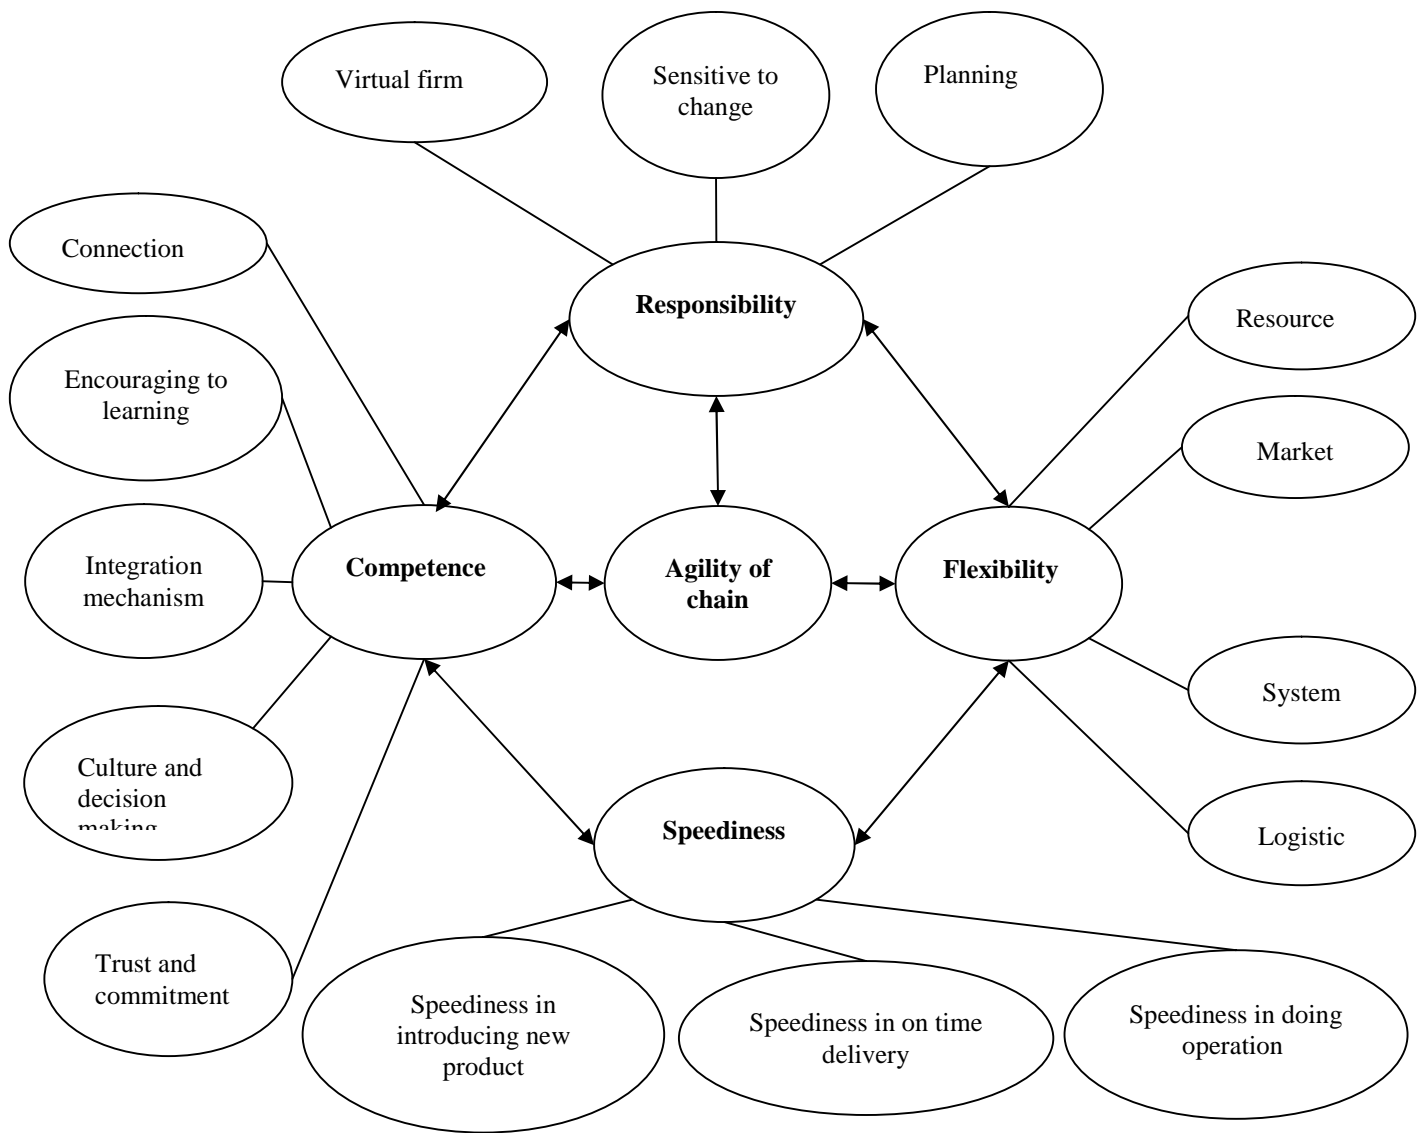 Virtual firm
Sensitive to
change
Planning
Connection
Responsibility
Resource
Encouraging to
learning
Market
Integration
mechanism
Competence
Agility of
chain
Flexibility
System
Culture and
decision
making
Speediness
Logistic
Trust and
commitment
Speediness in
introducing new
product
Speediness in on time
delivery
Speediness in doing
operation